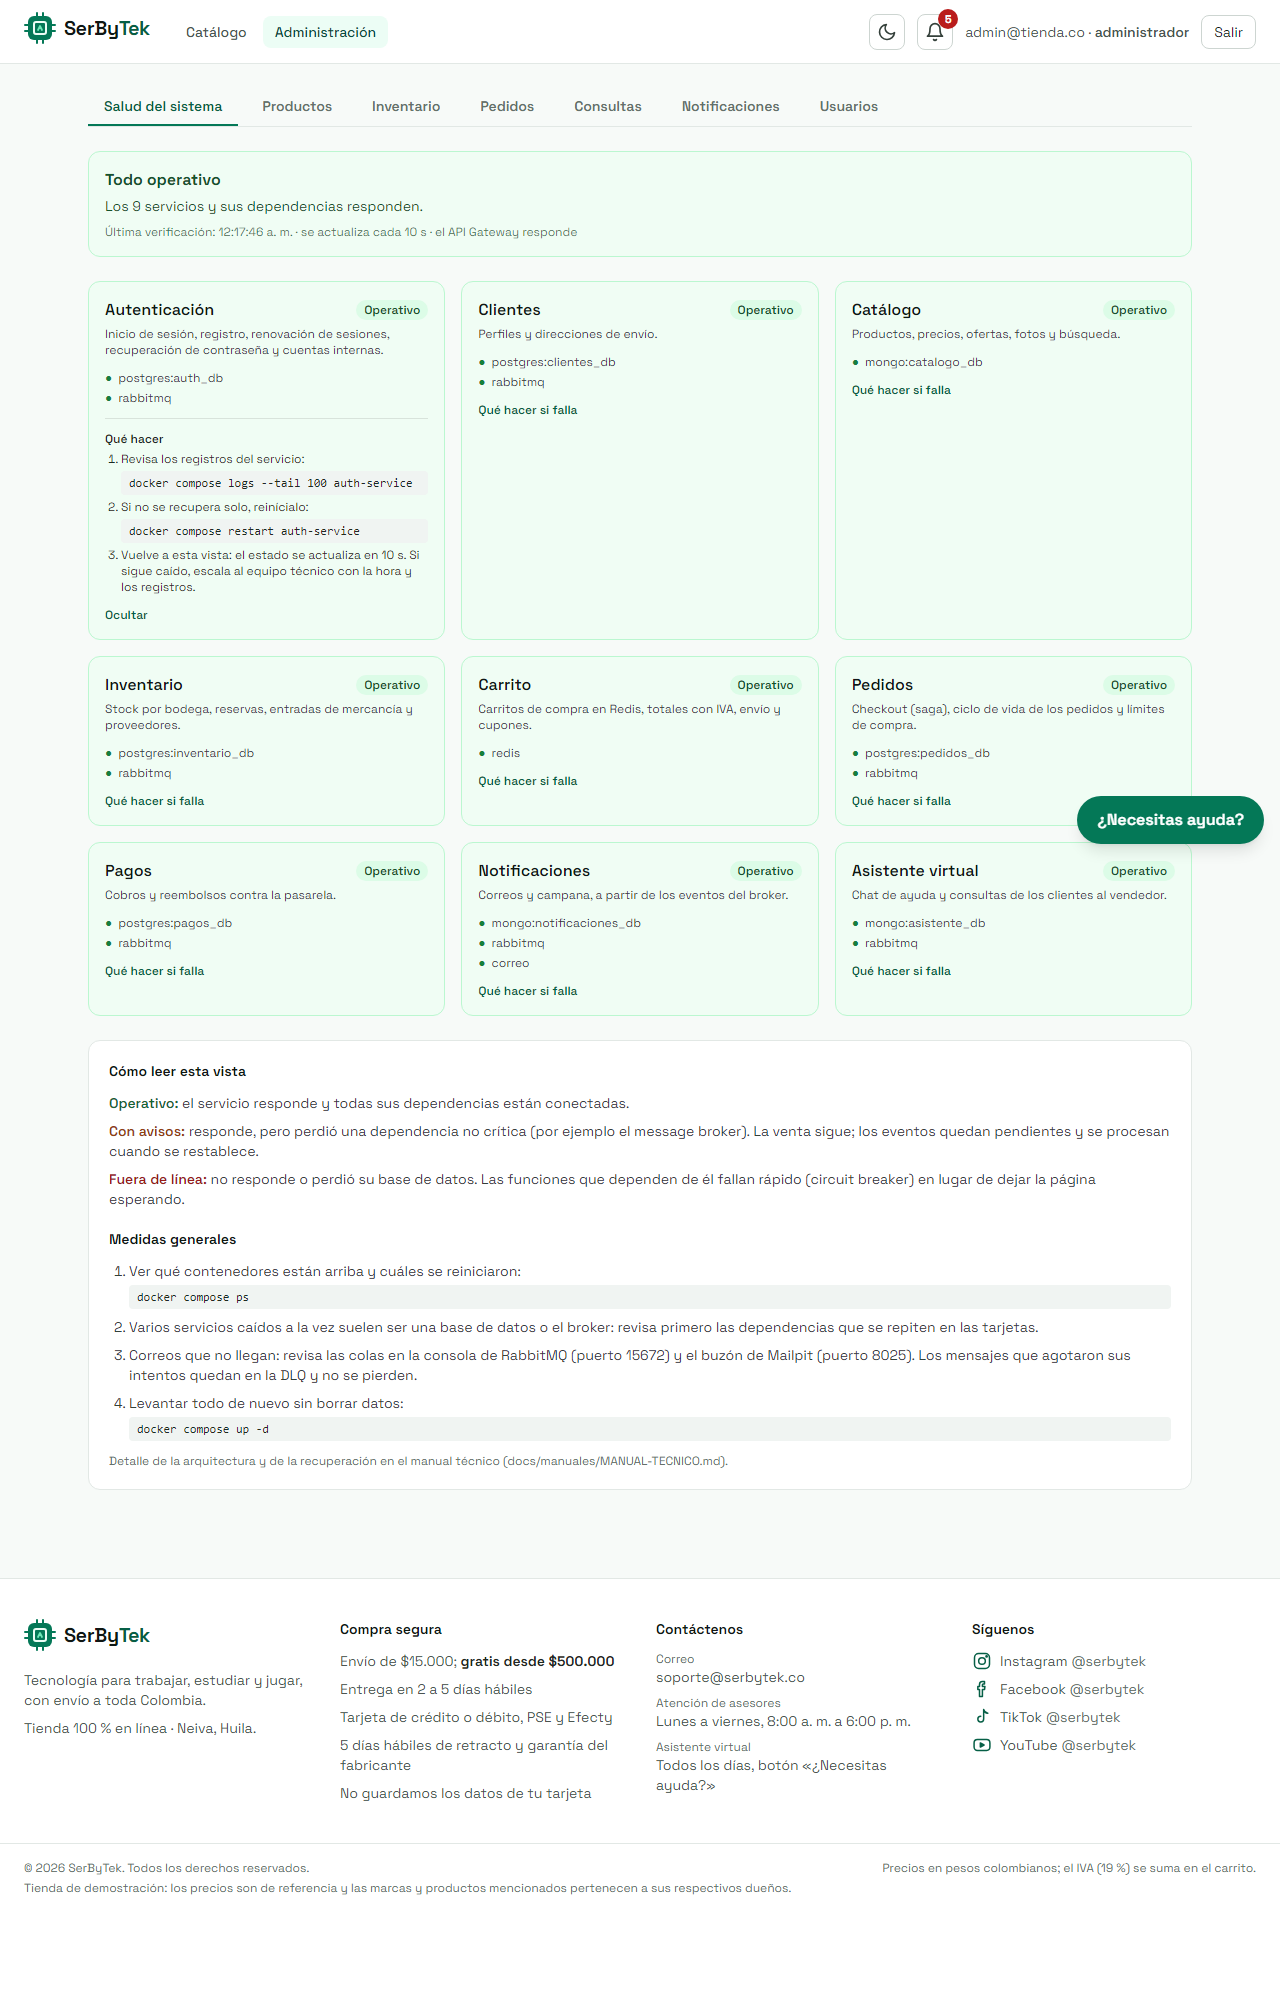 SerByTek
Catálogo
Administración
5
admin@tienda.co · administrador
Salir
Salud del sistema
Productos
Inventario
Pedidos
Consultas
Notificaciones
Usuarios
Todo operativo
Los 9 servicios y sus dependencias responden.
Última verificación: 12:17:46 a. m. · se actualiza cada 10 s · el API Gateway responde
Autenticación
Operativo
Inicio de sesión, registro, renovación de sesiones,
recuperación de contraseña y cuentas internas.
● postgres:auth_db
● rabbitmq
Qué hacer
1. Revisa los registros del servicio:
docker compose logs --tail 100 auth-service
2. Si no se recupera solo, reinícialo:
docker compose restart auth-service
3. Vuelve a esta vista: el estado se actualiza en 10 s. Si
sigue caído, escala al equipo técnico con la hora y
los registros.
Ocultar
Clientes
Operativo
Perfiles y direcciones de envío.
● postgres:clientes_db
● rabbitmq
Qué hacer si falla
Catálogo
Operativo
Productos, precios, ofertas, fotos y búsqueda.
● mongo:catalogo_db
Qué hacer si falla
Inventario
Operativo
Stock por bodega, reservas, entradas de mercancía y
proveedores.
● postgres:inventario_db
● rabbitmq
Qué hacer si falla
Carrito
Operativo
Carritos de compra en Redis, totales con IVA, envío y
cupones.
● redis
Qué hacer si falla
Pedidos
Operativo
Checkout (saga), ciclo de vida de los pedidos y límites
de compra.
● postgres:pedidos_db
● rabbitmq
Qué hacer si falla
¿Necesitas ayuda?
Pagos
Operativo
Cobros y reembolsos contra la pasarela.
● postgres:pagos_db
● rabbitmq
Qué hacer si falla
Notificaciones
Operativo
Correos y campana, a partir de los eventos del broker.
● mongo:notificaciones_db
● rabbitmq
● correo
Qué hacer si falla
Asistente virtual
Operativo
Chat de ayuda y consultas de los clientes al vendedor.
● mongo:asistente_db
● rabbitmq
Qué hacer si falla
Cómo leer esta vista
Operativo: el servicio responde y todas sus dependencias están conectadas.
Con avisos: responde, pero perdió una dependencia no crítica (por ejemplo el message broker). La venta sigue; los eventos quedan pendientes y se procesan
cuando se restablece.
Fuera de línea: no responde o perdió su base de datos. Las funciones que dependen de él fallan rápido (circuit breaker) en lugar de dejar la página
esperando.
Medidas generales
1. Ver qué contenedores están arriba y cuáles se reiniciaron:
docker compose ps
2. Varios servicios caídos a la vez suelen ser una base de datos o el broker: revisa primero las dependencias que se repiten en las tarjetas.
3. Correos que no llegan: revisa las colas en la consola de RabbitMQ (puerto 15672) y el buzón de Mailpit (puerto 8025). Los mensajes que agotaron sus
intentos quedan en la DLQ y no se pierden.
4. Levantar todo de nuevo sin borrar datos:
docker compose up -d
Detalle de la arquitectura y de la recuperación en el manual técnico (docs/manuales/MANUAL-TECNICO.md).
SerByTek
Tecnología para trabajar, estudiar y jugar,
con envío a toda Colombia.
Tienda 100 % en línea · Neiva, Huila.
Compra segura
Envío de $15.000; gratis desde $500.000
Entrega en 2 a 5 días hábiles
Tarjeta de crédito o débito, PSE y Efecty
5 días hábiles de retracto y garantía del
fabricante
No guardamos los datos de tu tarjeta
Contáctenos
Correo
soporte@serbytek.co
Atención de asesores
Lunes a viernes, 8:00 a. m. a 6:00 p. m.
Asistente virtual
Todos los días, botón «¿Necesitas
ayuda?»
Síguenos
Instagram @serbytek
Facebook @serbytek
TikTok @serbytek
YouTube @serbytek
© 2026 SerByTek. Todos los derechos reservados.
Precios en pesos colombianos; el IVA (19 %) se suma en el carrito.
Tienda de demostración: los precios son de referencia y las marcas y productos mencionados pertenecen a sus respectivos dueños.